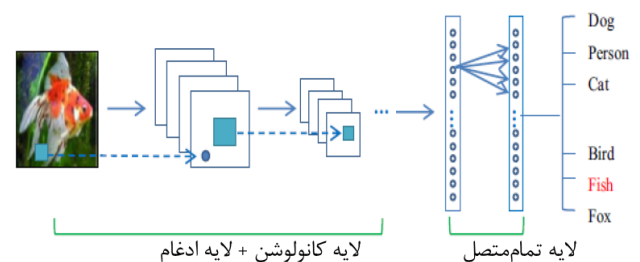 Dog
Person
Cat
Bird
Fish
Fox
لایه کانولوشن + لایه ادغام
لایه تمام‌متصل